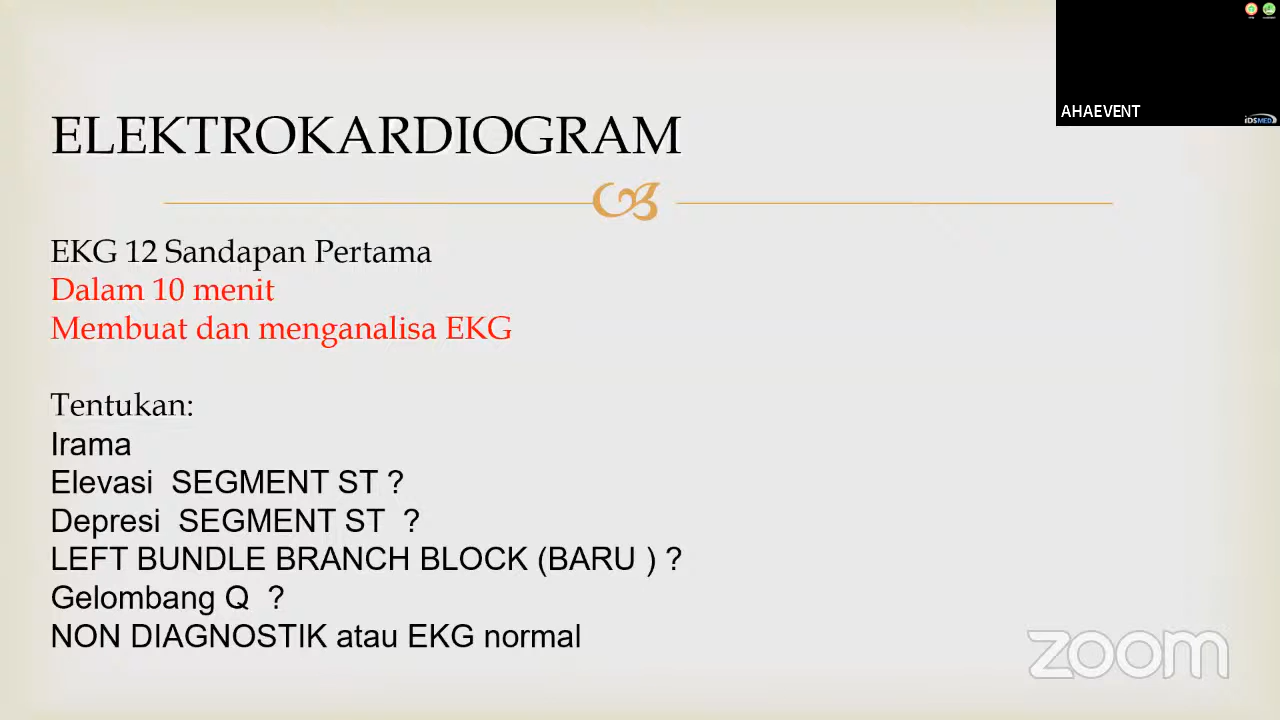 AHAEVENT
iDSMED
ELEKTROKARDIOGRAM
EKG 12 Sandapan Pertama
Dalam 10 menit
Membuat dan menganalisa EKG
Tentukan:
Irama
Elevasi SEGMENT ST ?
Depresi SEGMENT ST ?
LEFT BUNDLE BRANCH BLOCK (BARU ) ?
Gelombang Q ?
NON DIAGNOSTIK atau EKG normal
zoom